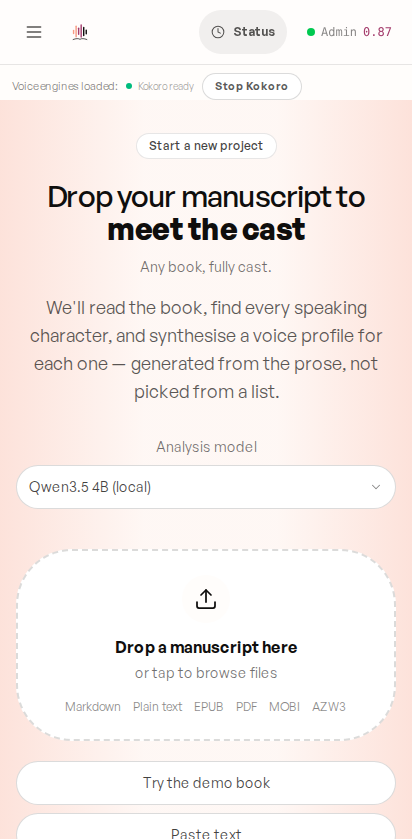 Status
Admin 0.87
Voice engines loaded: Kokoro ready Stop Kokoro
Start a new project
Drop your manuscript to
meet the cast
Any book, fully cast.
We'll read the book, find every speaking
character, and synthesise a voice profile for
each one — generated from the prose, not
picked from a list.
Analysis model
Qwen3.5 4B (local)
Drop a manuscript here
or tap to browse files
Markdown Plain text EPUB PDF MOBI AZW3
Try the demo book
Paste text